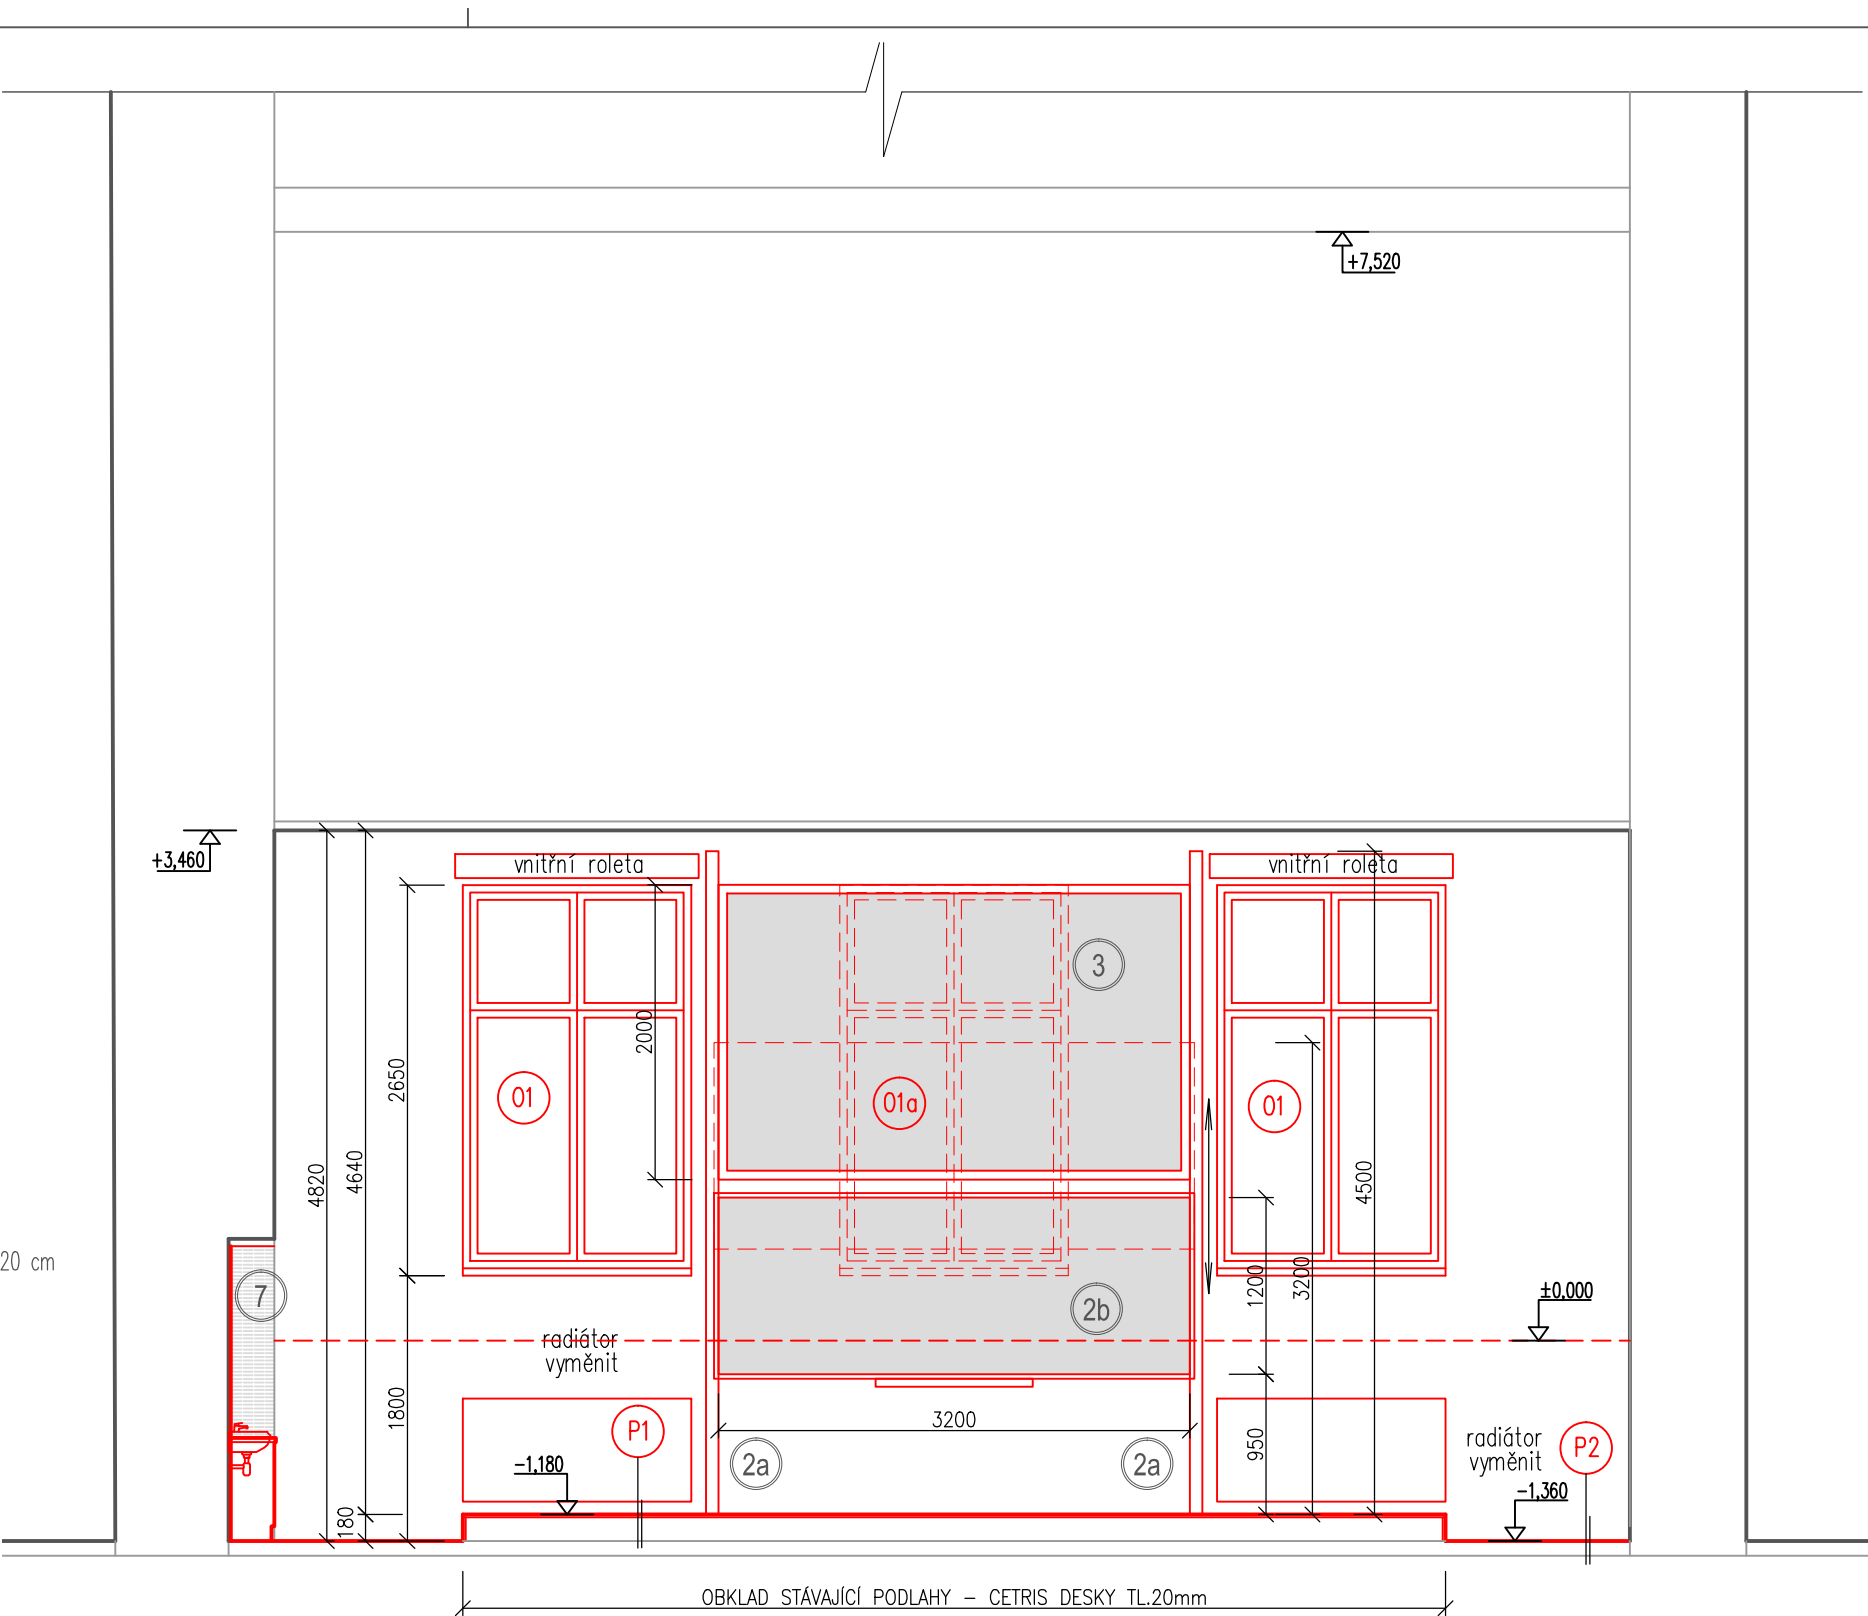 +7,520
+3,460
vnitřní roleta
vnitřní roleta
3
2000
2650
01
01a
01
4820
4640
4500
20 cm
7
1200
3200
2b
±0,000
radiátor
vyměnit
1800
3200
P1
950
radiátor
vyměnit
P2
2a
2a
-1,180
-1,360
180
OBKLAD STÁVAJÍCÍ PODLAHY – CETRIS DESKY TL.20mm